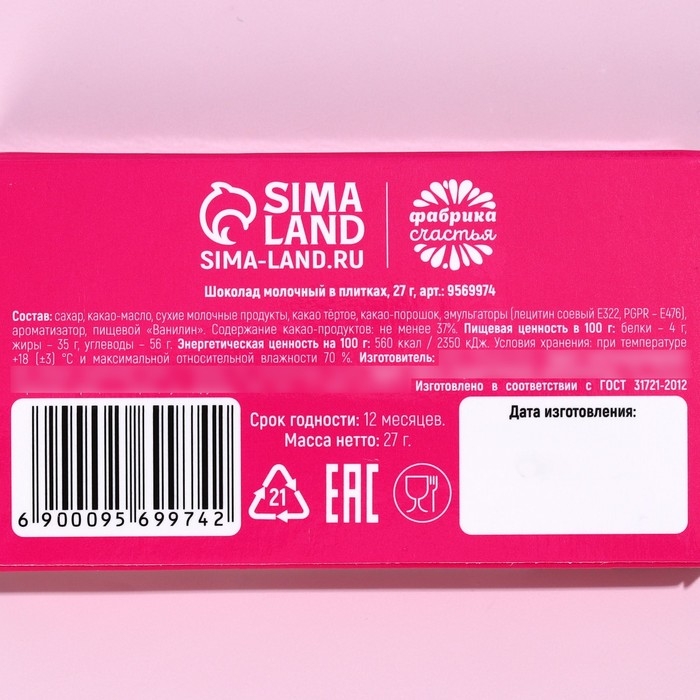 SIMA
LAND
SIMA-LAND.RU
фабрика
счастья
Шоколад молочный в плитках, 27 г, арт.: 9569974
Состав: сахар, какао-масло, сухие молочные продукты, какао тёртое, какао-порошок, эмульгаторы (лецитин соевый Е322, PGPR – Е476),
ароматизатор, пищевой «Ванилин». Содержание какао-продуктов: не менее 37%. Пищевая ценность в 100 г: белки – 4 г,
жиры – 35 г, углеводы – 56 г. Энергетическая ценность на 100 г: 560 ккал / 2350 кДж. Условия хранения: при температуре
+18 (±3) °С и максимальной относительной влажности 70 %. Изготовитель:
Изготовлено в соответствии с ГОСТ 31721-2012
Срок годности: 12 месяцев.
Масса нетто: 27 г.
Дата изготовления:
21
EAC
6 900095 699742